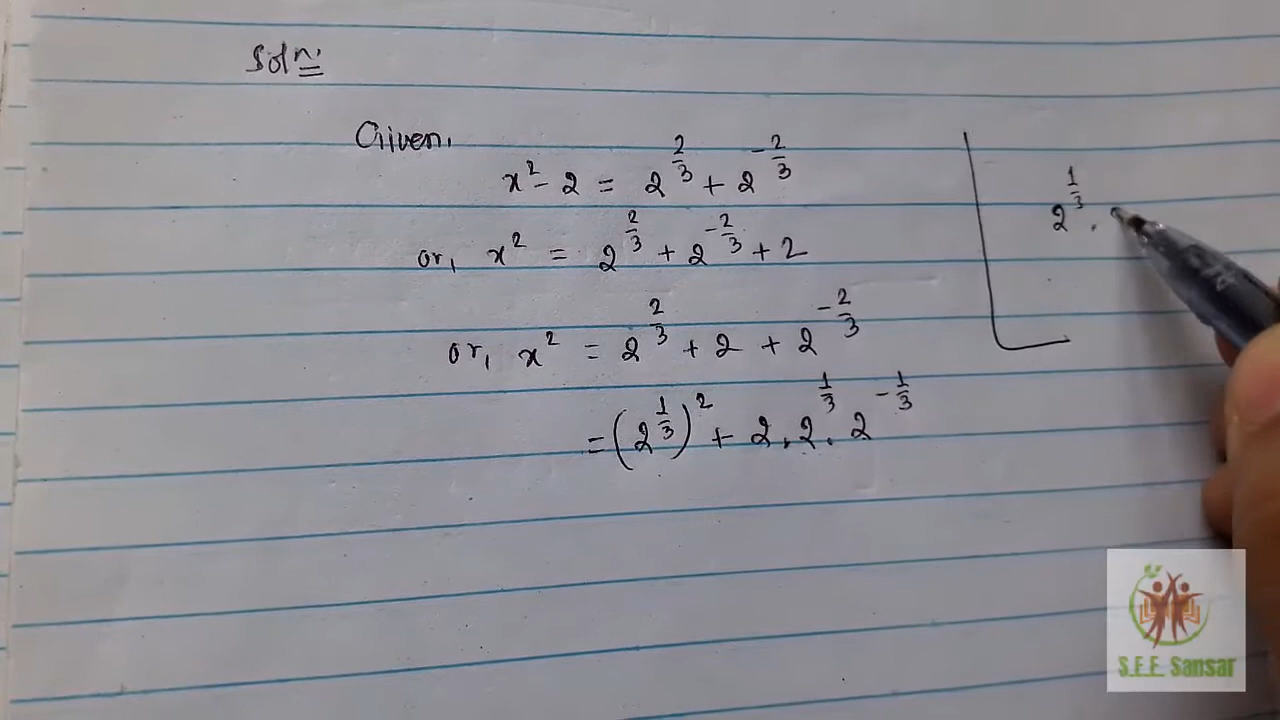 Soln:
Given,
x² - 2 = 2^(2/3) + 2^(-2/3)
or, x² = 2^(2/3) + 2^(-2/3) + 2
or, x² = 2^(2/3) + 2 + 2^(-2/3)
= (2^(1/3))² + 2 . 2^(1/3) . 2^(-1/3)
2^(1/3) .
S.E.E. Sansar